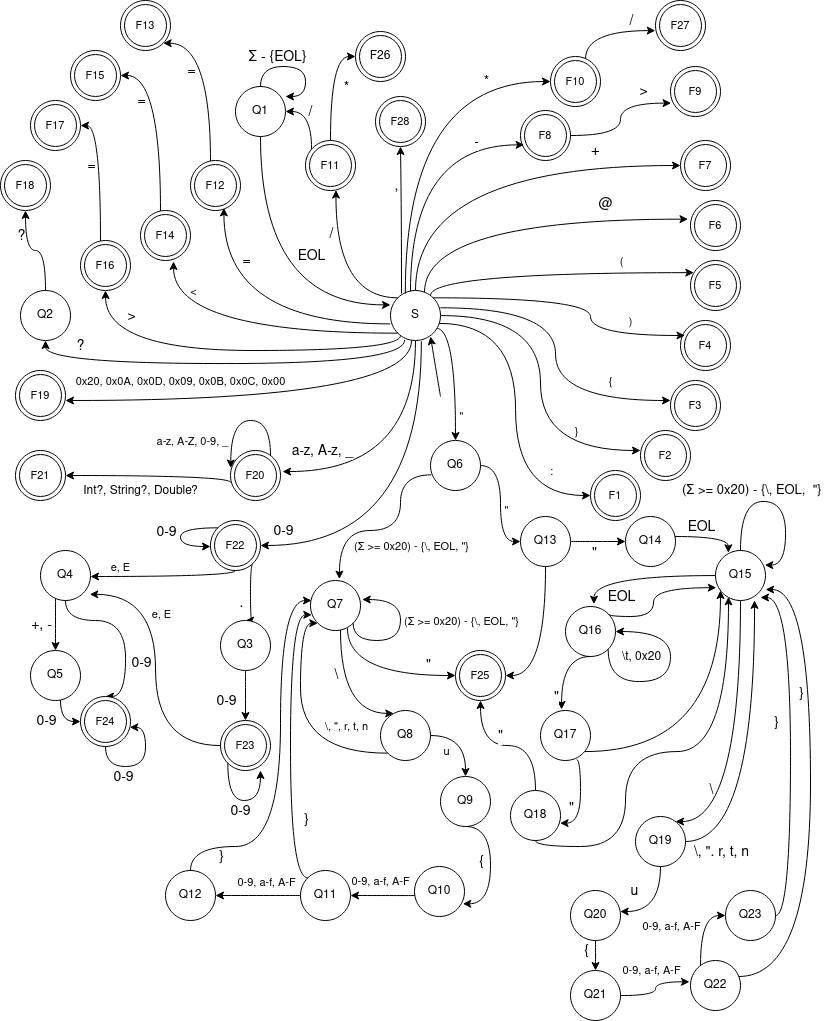 F13
/
F27
Σ - {EOL}
F26
=
F15
*
F10
*
F9
>
=
Q1
/
F28
F17
-
F8
+
F7
F11
=
F18
F12
,
@
F6
?
F14
/
EOL
F16
=
(
F5
<
Q2
>
S
)
F4
?
0x20, 0x0A, 0x0D, 0x09, 0x0B, 0x0C, 0x00
{
F3
F19
"
}
a-z, A-Z, 0-9, _
a-z, A-z, _
F2
F21
F20
Q6
:
F1
Int?, String?, Double?
(Σ >= 0x20) - {\, EOL,  "}
"
0-9
F22
0-9
EOL
Q13
Q14
(Σ >= 0x20) - {\, EOL, "}
"
e, E
Q4
Q15
EOL
.
Q7
e, E
(Σ >= 0x20) - {\, EOL, "}
+, -
Q16
Q3
\t, 0x20
0-9
"
Q5
\
F25
"
0-9
}
0-9
F24
\, ", r, t, n
Q8
"
Q17
}
F23
u
0-9
\
Q9
"
0-9
Q18
}
Q19
\, ". r, t, n
}
{
0-9, a-f, A-F
0-9, a-f, A-F
u
Q12
Q11
Q10
Q20
Q23
0-9, a-f, A-F
{
0-9, a-f, A-F
Q22
Q21